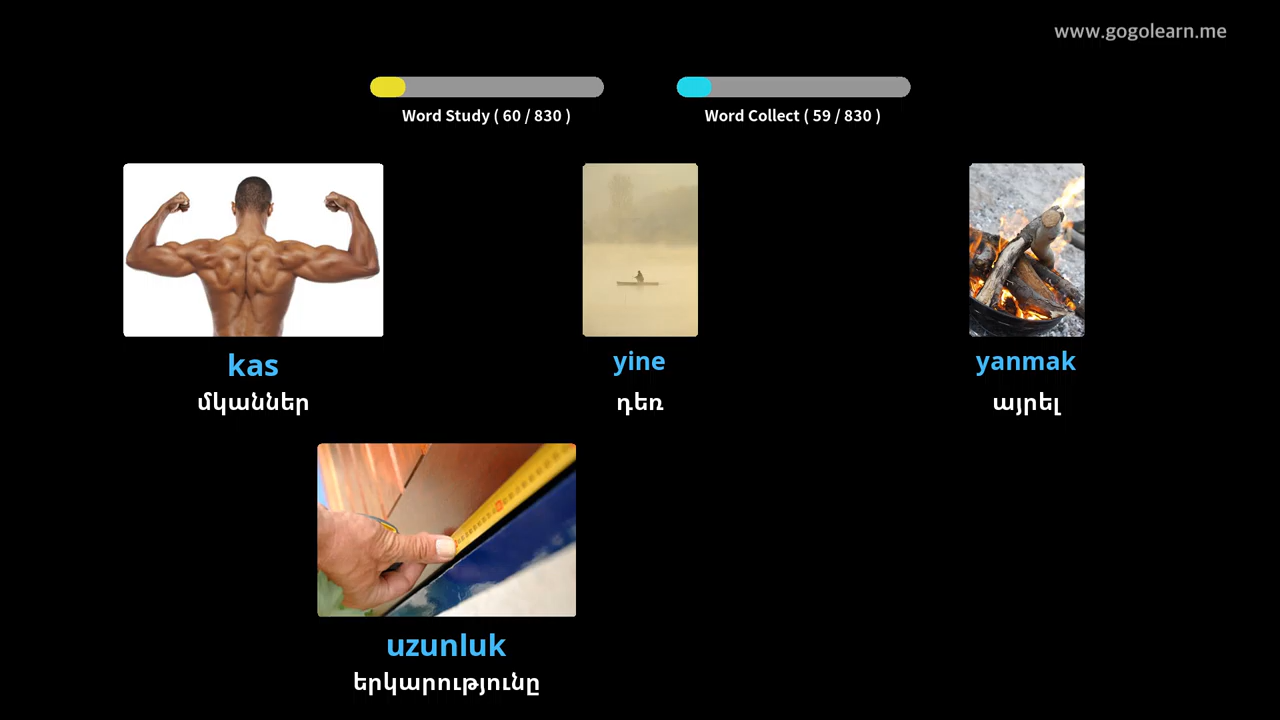 www.gogolearn.me
Word Study ( 60 / 830 )
Word Collect ( 59 / 830 )
kas
մկաններ
yine
դեռ
yanmak
այրել
uzunluk
երկարությունը